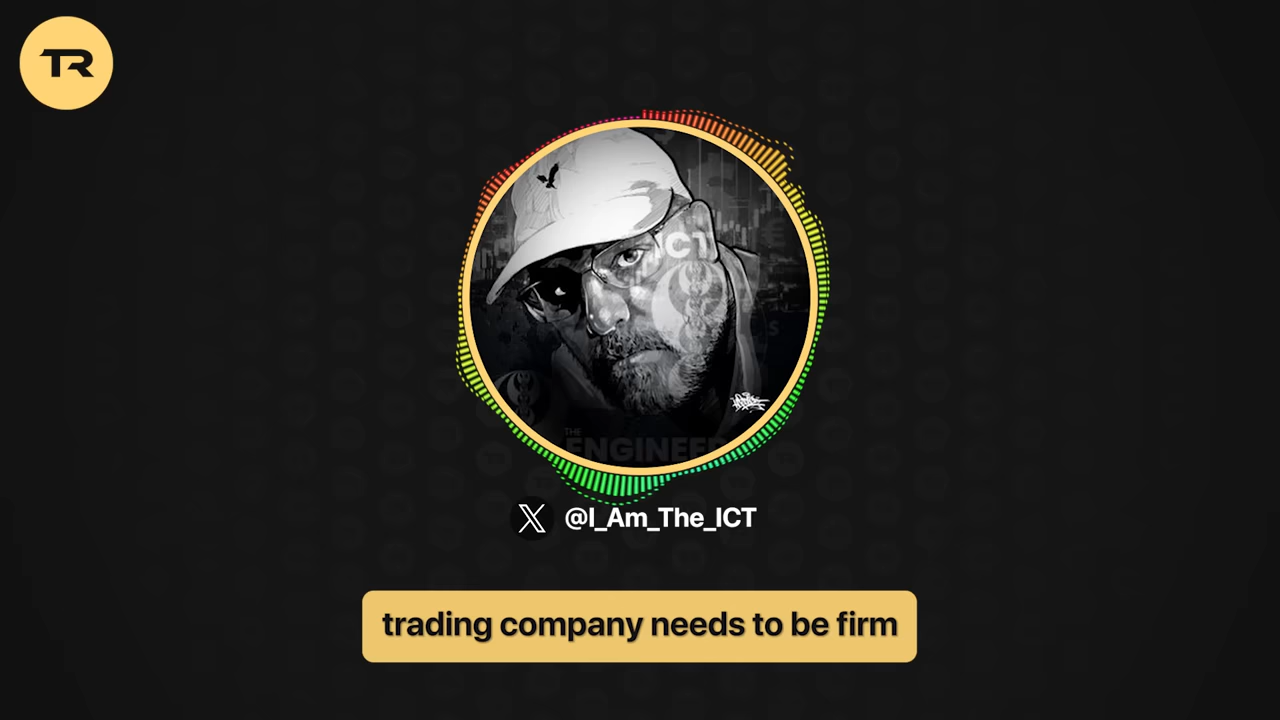 TR
ICT
THE
ENGINEER
@I_Am_The_ICT
trading company needs to be firm